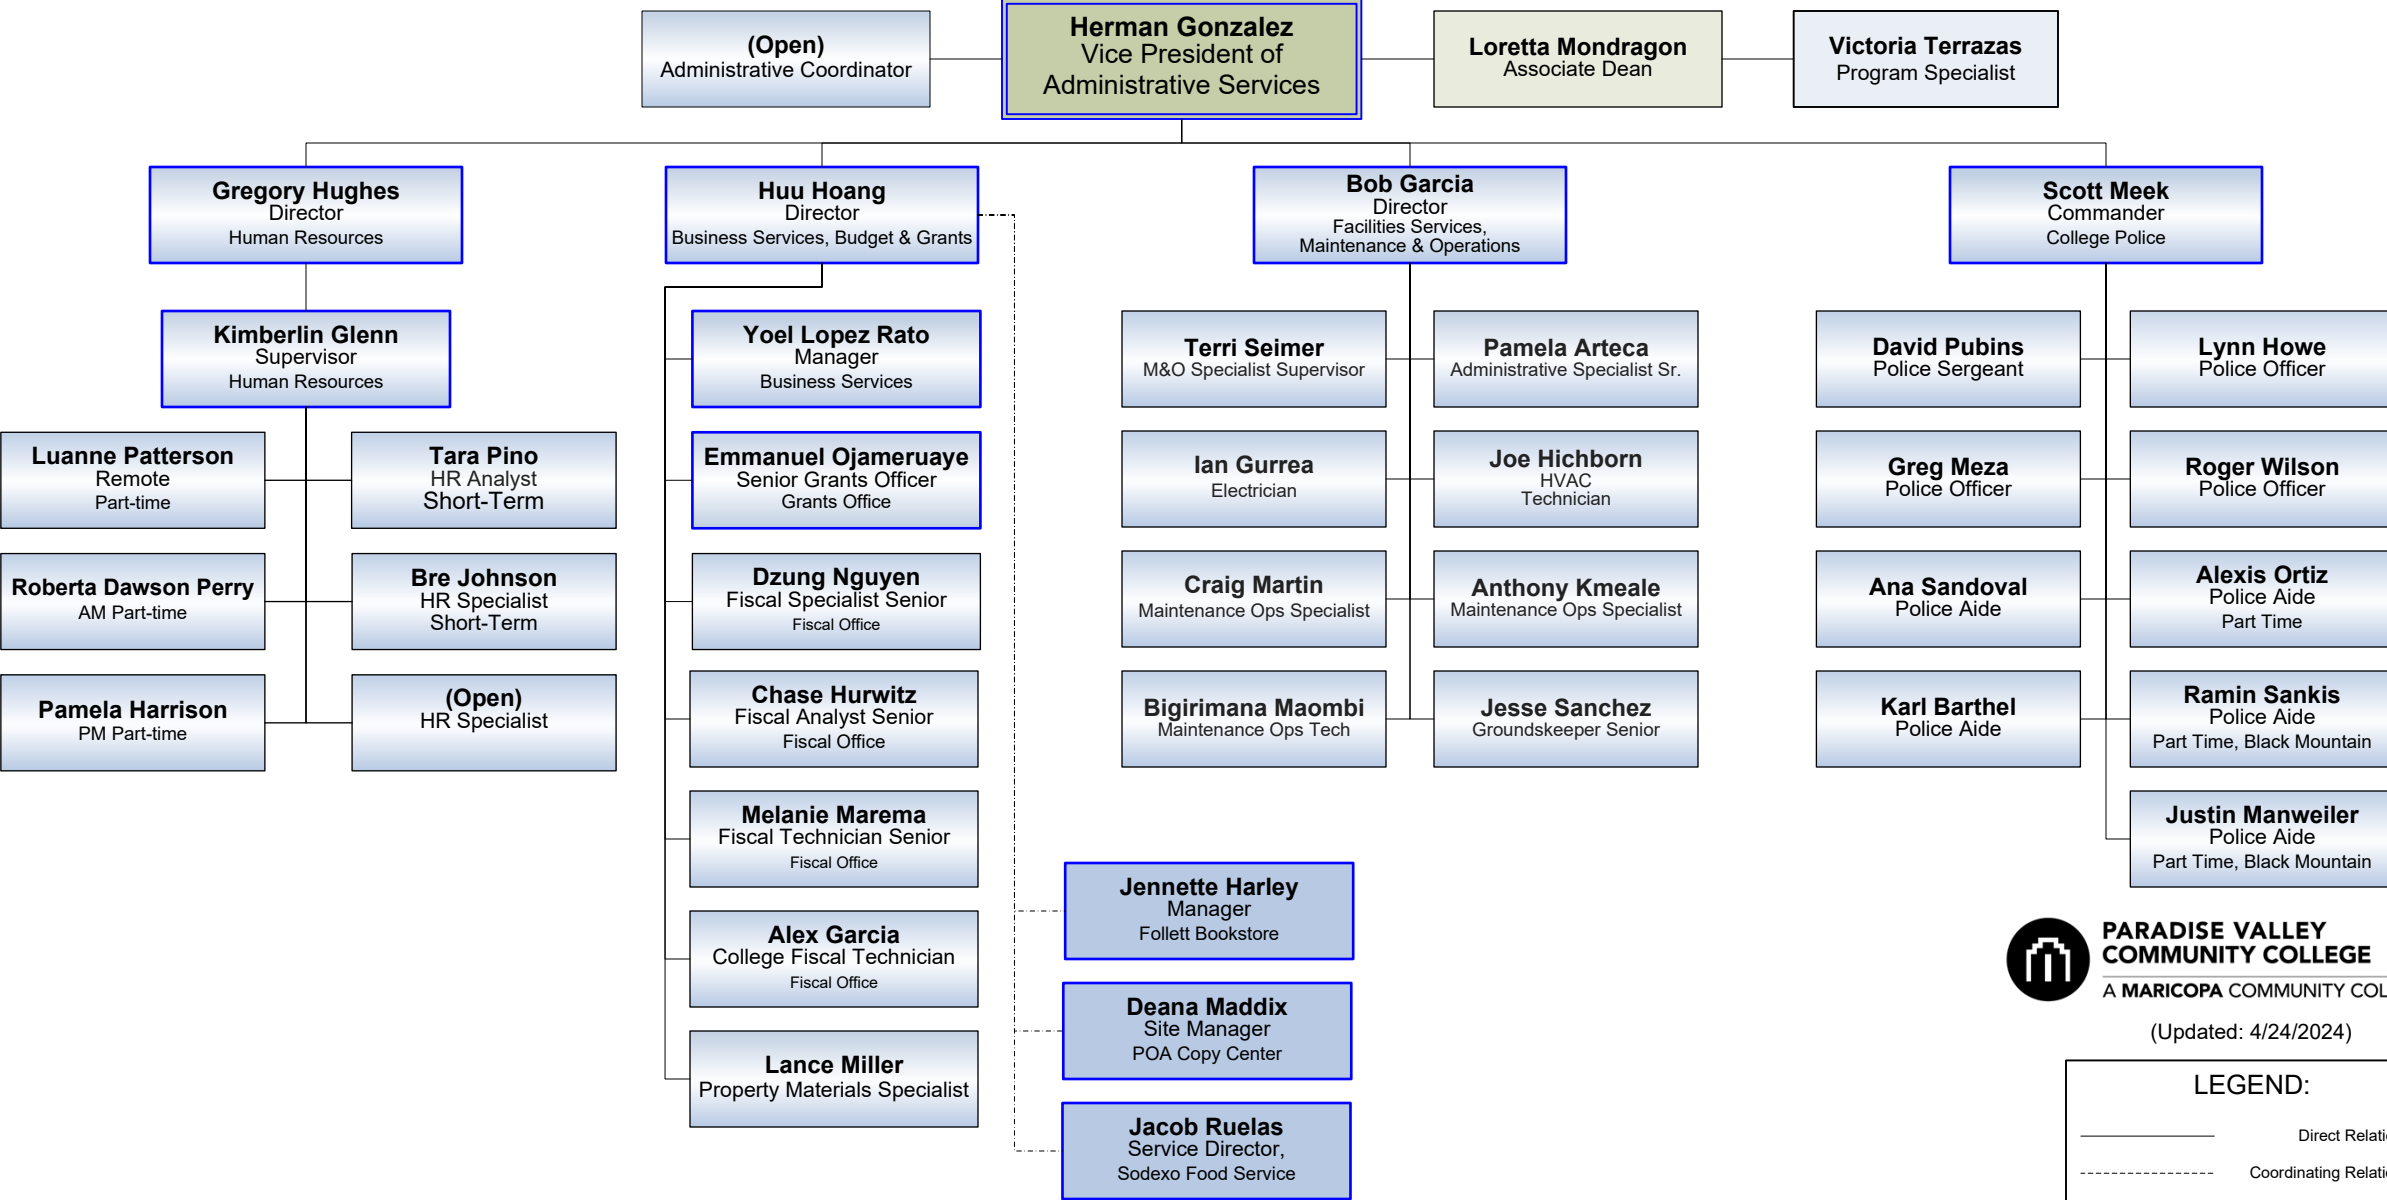 (Open)
Administrative Coordinator
Herman Gonzalez
Vice President of
Administrative Services
Loretta Mondragon
Associate Dean
Victoria Terrazas
Program Specialist
Gregory Hughes
Director
Human Resources
Kimberlin Glenn
Supervisor
Human Resources
Luanne Patterson
Remote
Part-time
Tara Pino
HR Analyst
Short-Term
Roberta Dawson Perry
AM Part-time
Bre Johnson
HR Specialist
Short-Term
Pamela Harrison
PM Part-time
(Open)
HR Specialist
Huu Hoang
Director
Business Services, Budget & Grants
Yoel Lopez Rato
Manager
Business Services
Emmanuel Ojameruaye
Senior Grants Officer
Grants Office
Dzung Nguyen
Fiscal Specialist Senior
Fiscal Office
Chase Hurwitz
Fiscal Analyst Senior
Fiscal Office
Melanie Marema
Fiscal Technician Senior
Fiscal Office
Alex Garcia
College Fiscal Technician
Fiscal Office
Lance Miller
Property Materials Specialist
Jennette Harley
Manager
Follett Bookstore
Deana Maddix
Site Manager
POA Copy Center
Jacob Ruelas
Service Director,
Sodexo Food Service
Bob Garcia
Director
Facilities Services,
Maintenance & Operations
Terri Seimer
M&O Specialist Supervisor
Pamela Arteca
Administrative Specialist Sr.
Ian Gurrea
Electrician
Joe Hichborn
HVAC
Technician
Craig Martin
Maintenance Ops Specialist
Anthony Kmeale
Maintenance Ops Specialist
Bigirimana Maombi
Maintenance Ops Tech
Jesse Sanchez
Groundskeeper Senior
Scott Meek
Commander
College Police
David Pubins
Police Sergeant
Lynn Howe
Police Officer
Greg Meza
Police Officer
Roger Wilson
Police Officer
Ana Sandoval
Police Aide
Alexis Ortiz
Police Aide
Part Time
Karl Barthel
Police Aide
Ramin Sankis
Police Aide
Part Time, Black Mountain
Justin Manweiler
Police Aide
Part Time, Black Mountain
PARADISE VALLEY
COMMUNITY COLLEGE
A MARICOPA COMMUNITY
(Updated: 4/24/2024)
LEGEND:
Direct
Coordinating